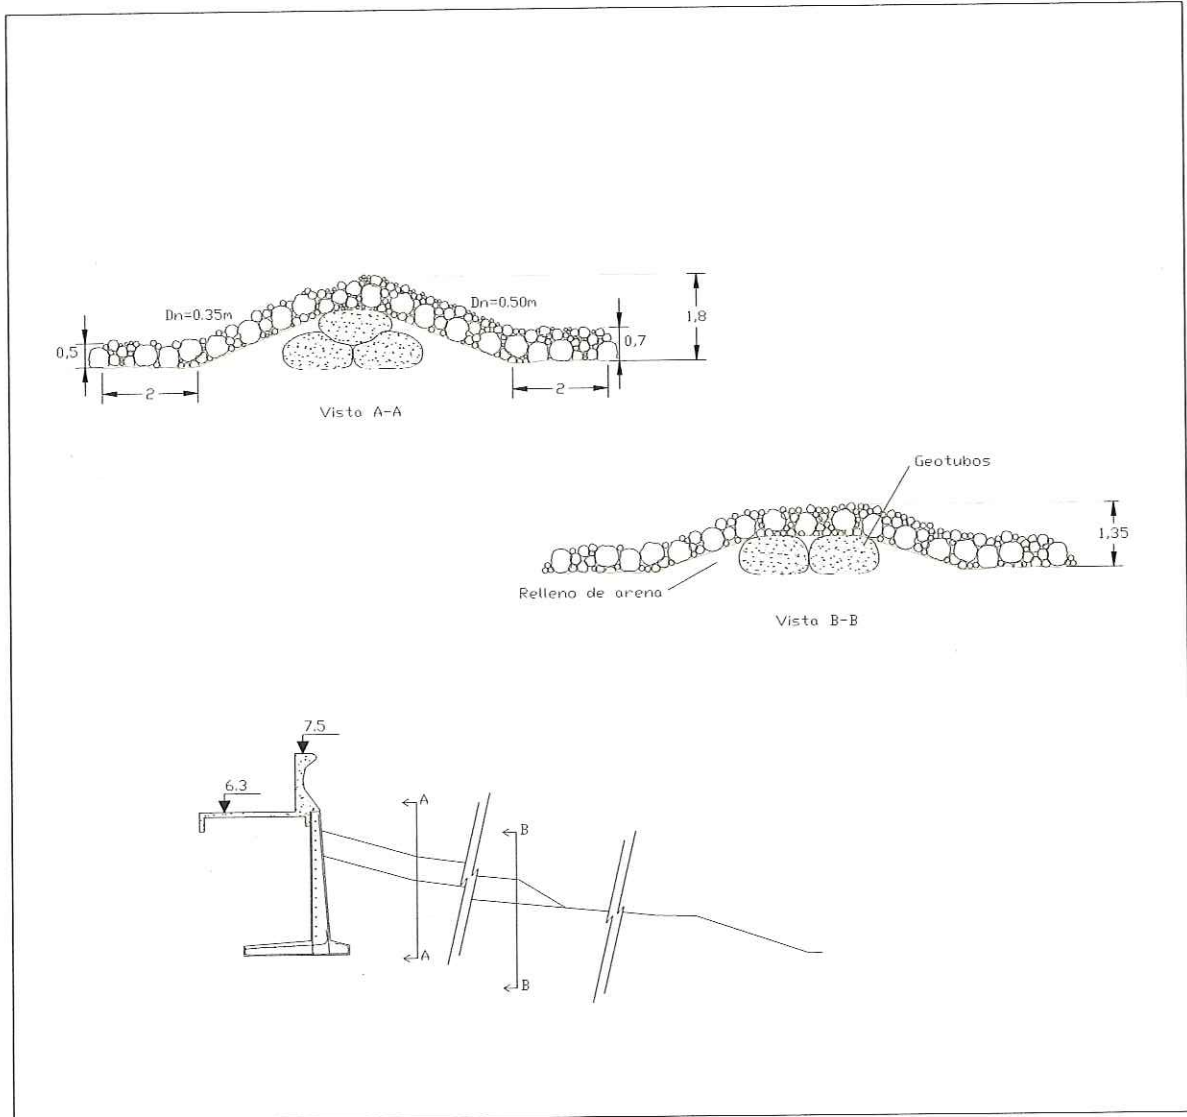 Dn=0.35m
Dn=0.50m
1,8
0,5
0,7
2
2
Vista A-A
Geotubos
1,35
Relleno de arena
Vista B-B
7.5
6.3
A
B
A
B